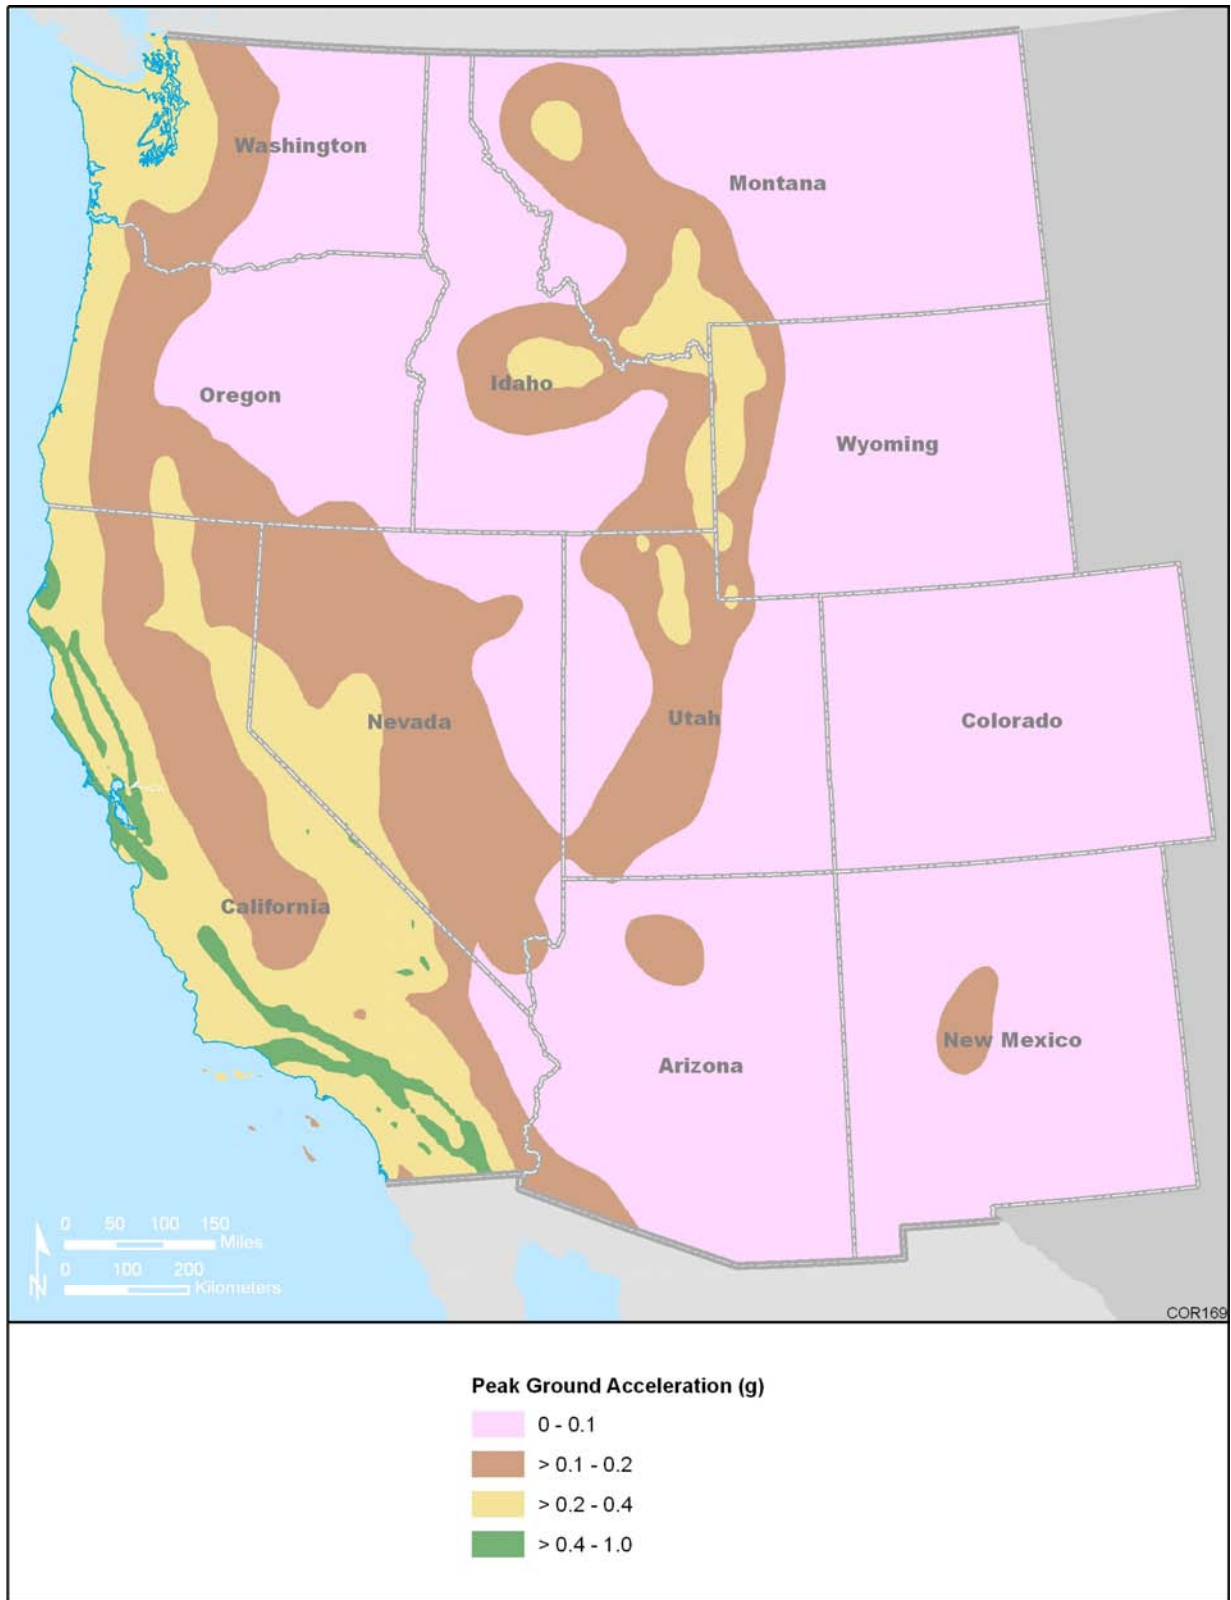 Washington
Montana
Oregon
Idaho
Wyoming
Nevada
Utah
Colorado
California
Arizona
New Mexico
0 50 100 150
Miles
0 100 200
Kilometers
N
COR169
Peak Ground Acceleration (g)
0 - 0.1
> 0.1 - 0.2
> 0.2 - 0.4
> 0.4 - 1.0